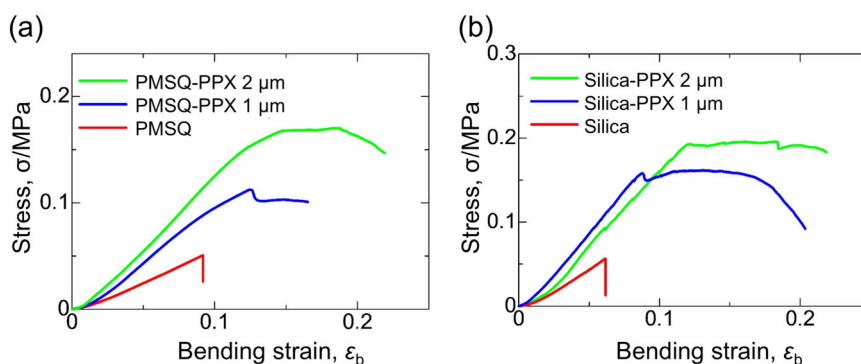 (a)
Stress, σ/MPa
0.2
0.1
0
PMSQ-PPX 2 μm
PMSQ-PPX 1 μm
PMSQ
0
0.1
0.2
Bending strain, εb
(b)
Stress, σ/MPa
0.3
0.2
0.1
0
Silica-PPX 2 μm
Silica-PPX 1 μm
Silica
0
0.1
0.2
Bending strain, εb